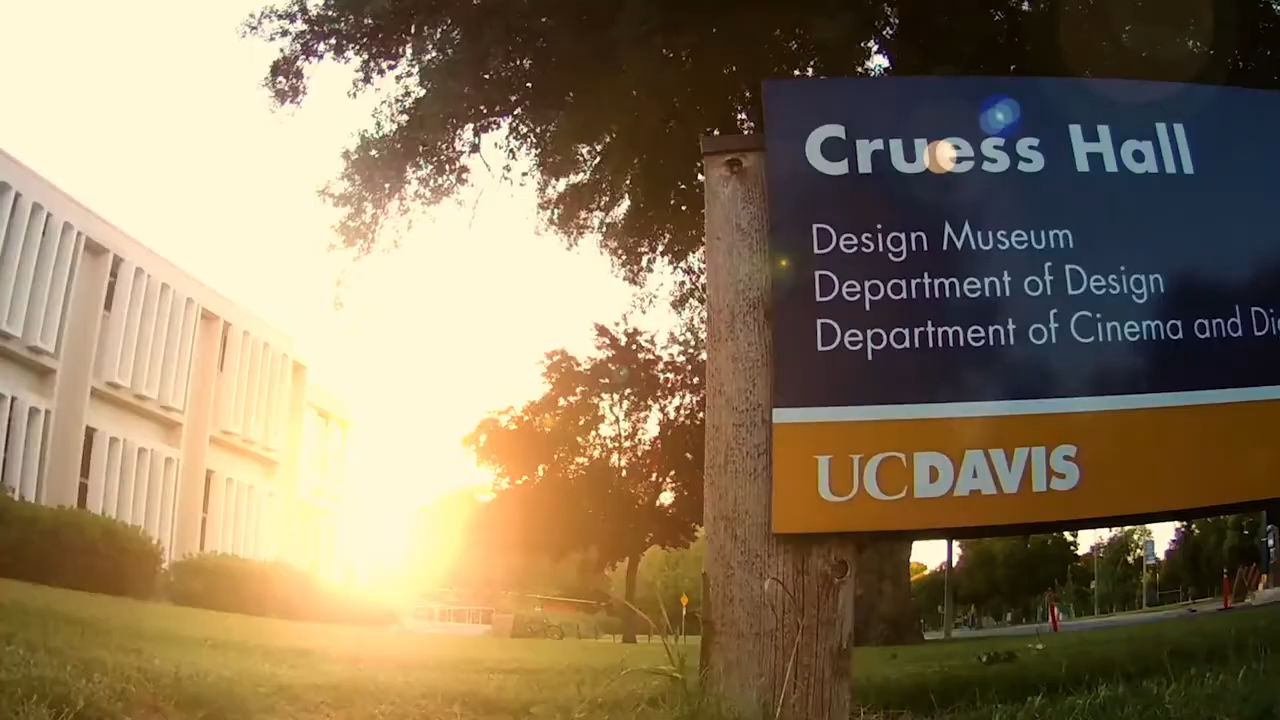 Cruess Hall
Design Museum
Department of Design
Department of Cinema and
UCDAVIS